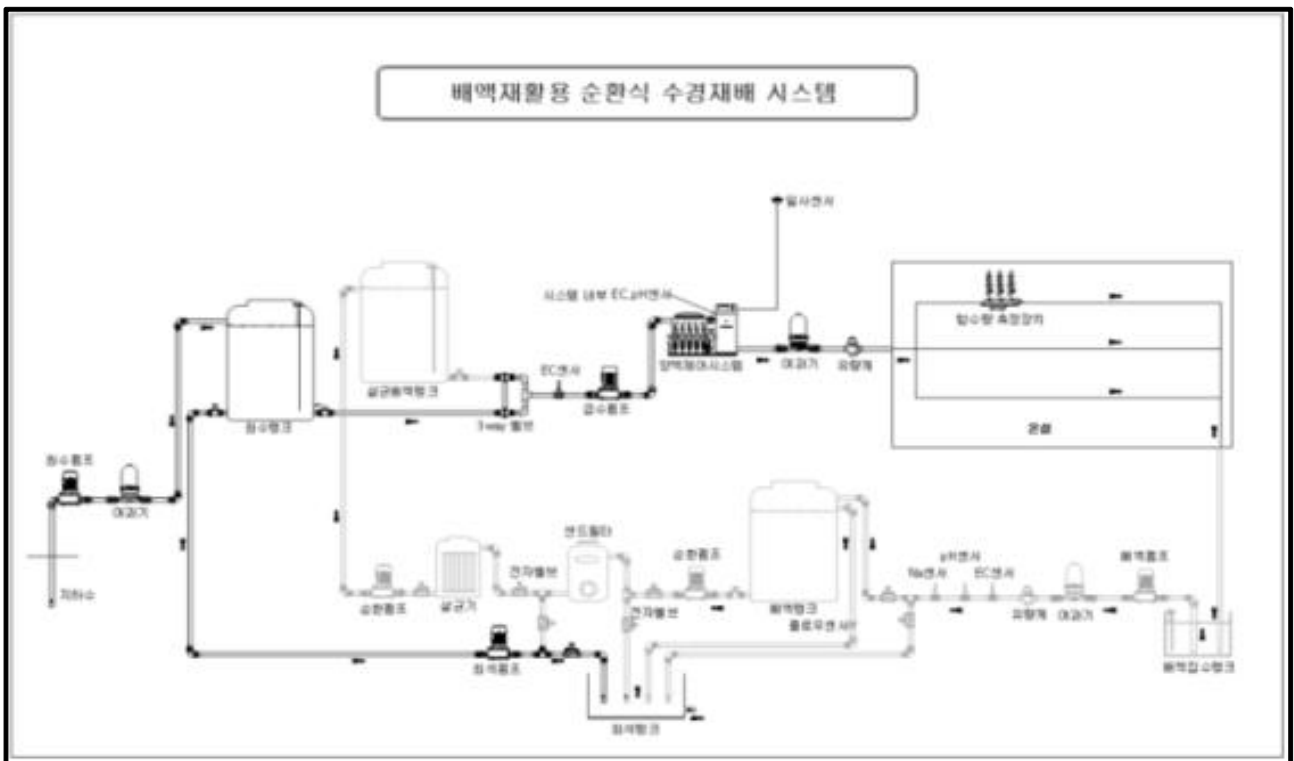 배액재활용 순환식 수경재배 시스템
일사센서
시스템 내부 EC,pH센서
함수량 측정장치
양액제어시스템
여과기
유량계
EC센서
살균배액탱크
급수펌프
원수탱크
3way 밸브
온실
원수펌프
여과기
샌드필터
순환펌프
pH센서
배액펌프
Na센서
EC센서
전자밸브
지하수
순환펌프
살균기
전자밸브
배액탱크
유량계
여과기
플로우센서
희석펌프
배액집수탱크
희석탱크